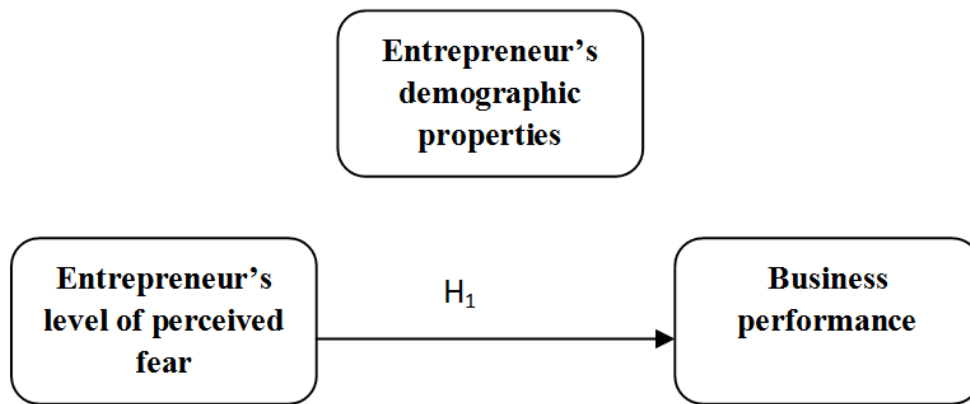 Entrepreneur’s
demographic
properties
Entrepreneur’s
level of perceived
fear
H₁
Business
performance